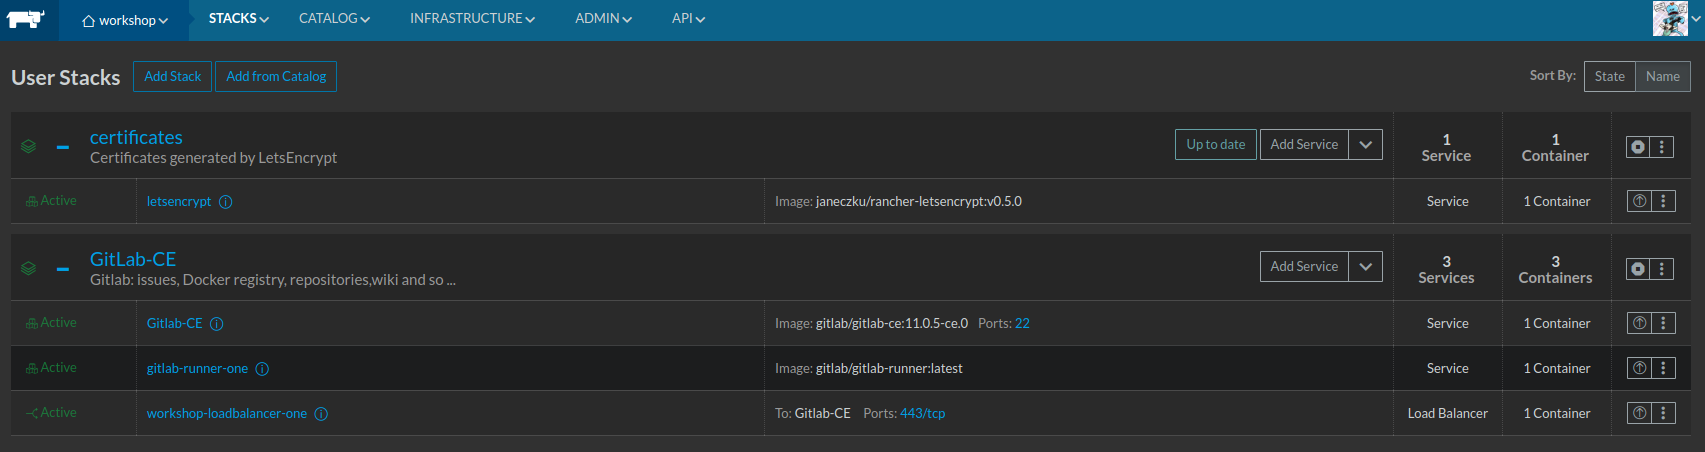 workshop STACKS CATALOG INFRASTRUCTURE ADMIN API
User Stacks Add Stack Add from Catalog Sort By: State Name
certificates
Certificates generated by LetsEncrypt
Up to date Add Service
1 Service
1 Container
Active letsencrypt Image: janeczku/rancher-letsencrypt:v0.5.0 Service 1 Container
GitLab-CE
Gitlab: issues, Docker registry, repositories,wiki and so ...
Add Service
3 Services
3 Containers
Active Gitlab-CE Image: gitlab/gitlab-ce:11.0.5-ce.0 Ports: 22 Service 1 Container
Active gitlab-runner-one Image: gitlab/gitlab-runner:latest Service 1 Container
Active workshop-loadbalancer-one To: Gitlab-CE Ports: 443/tcp Load Balancer 1 Container